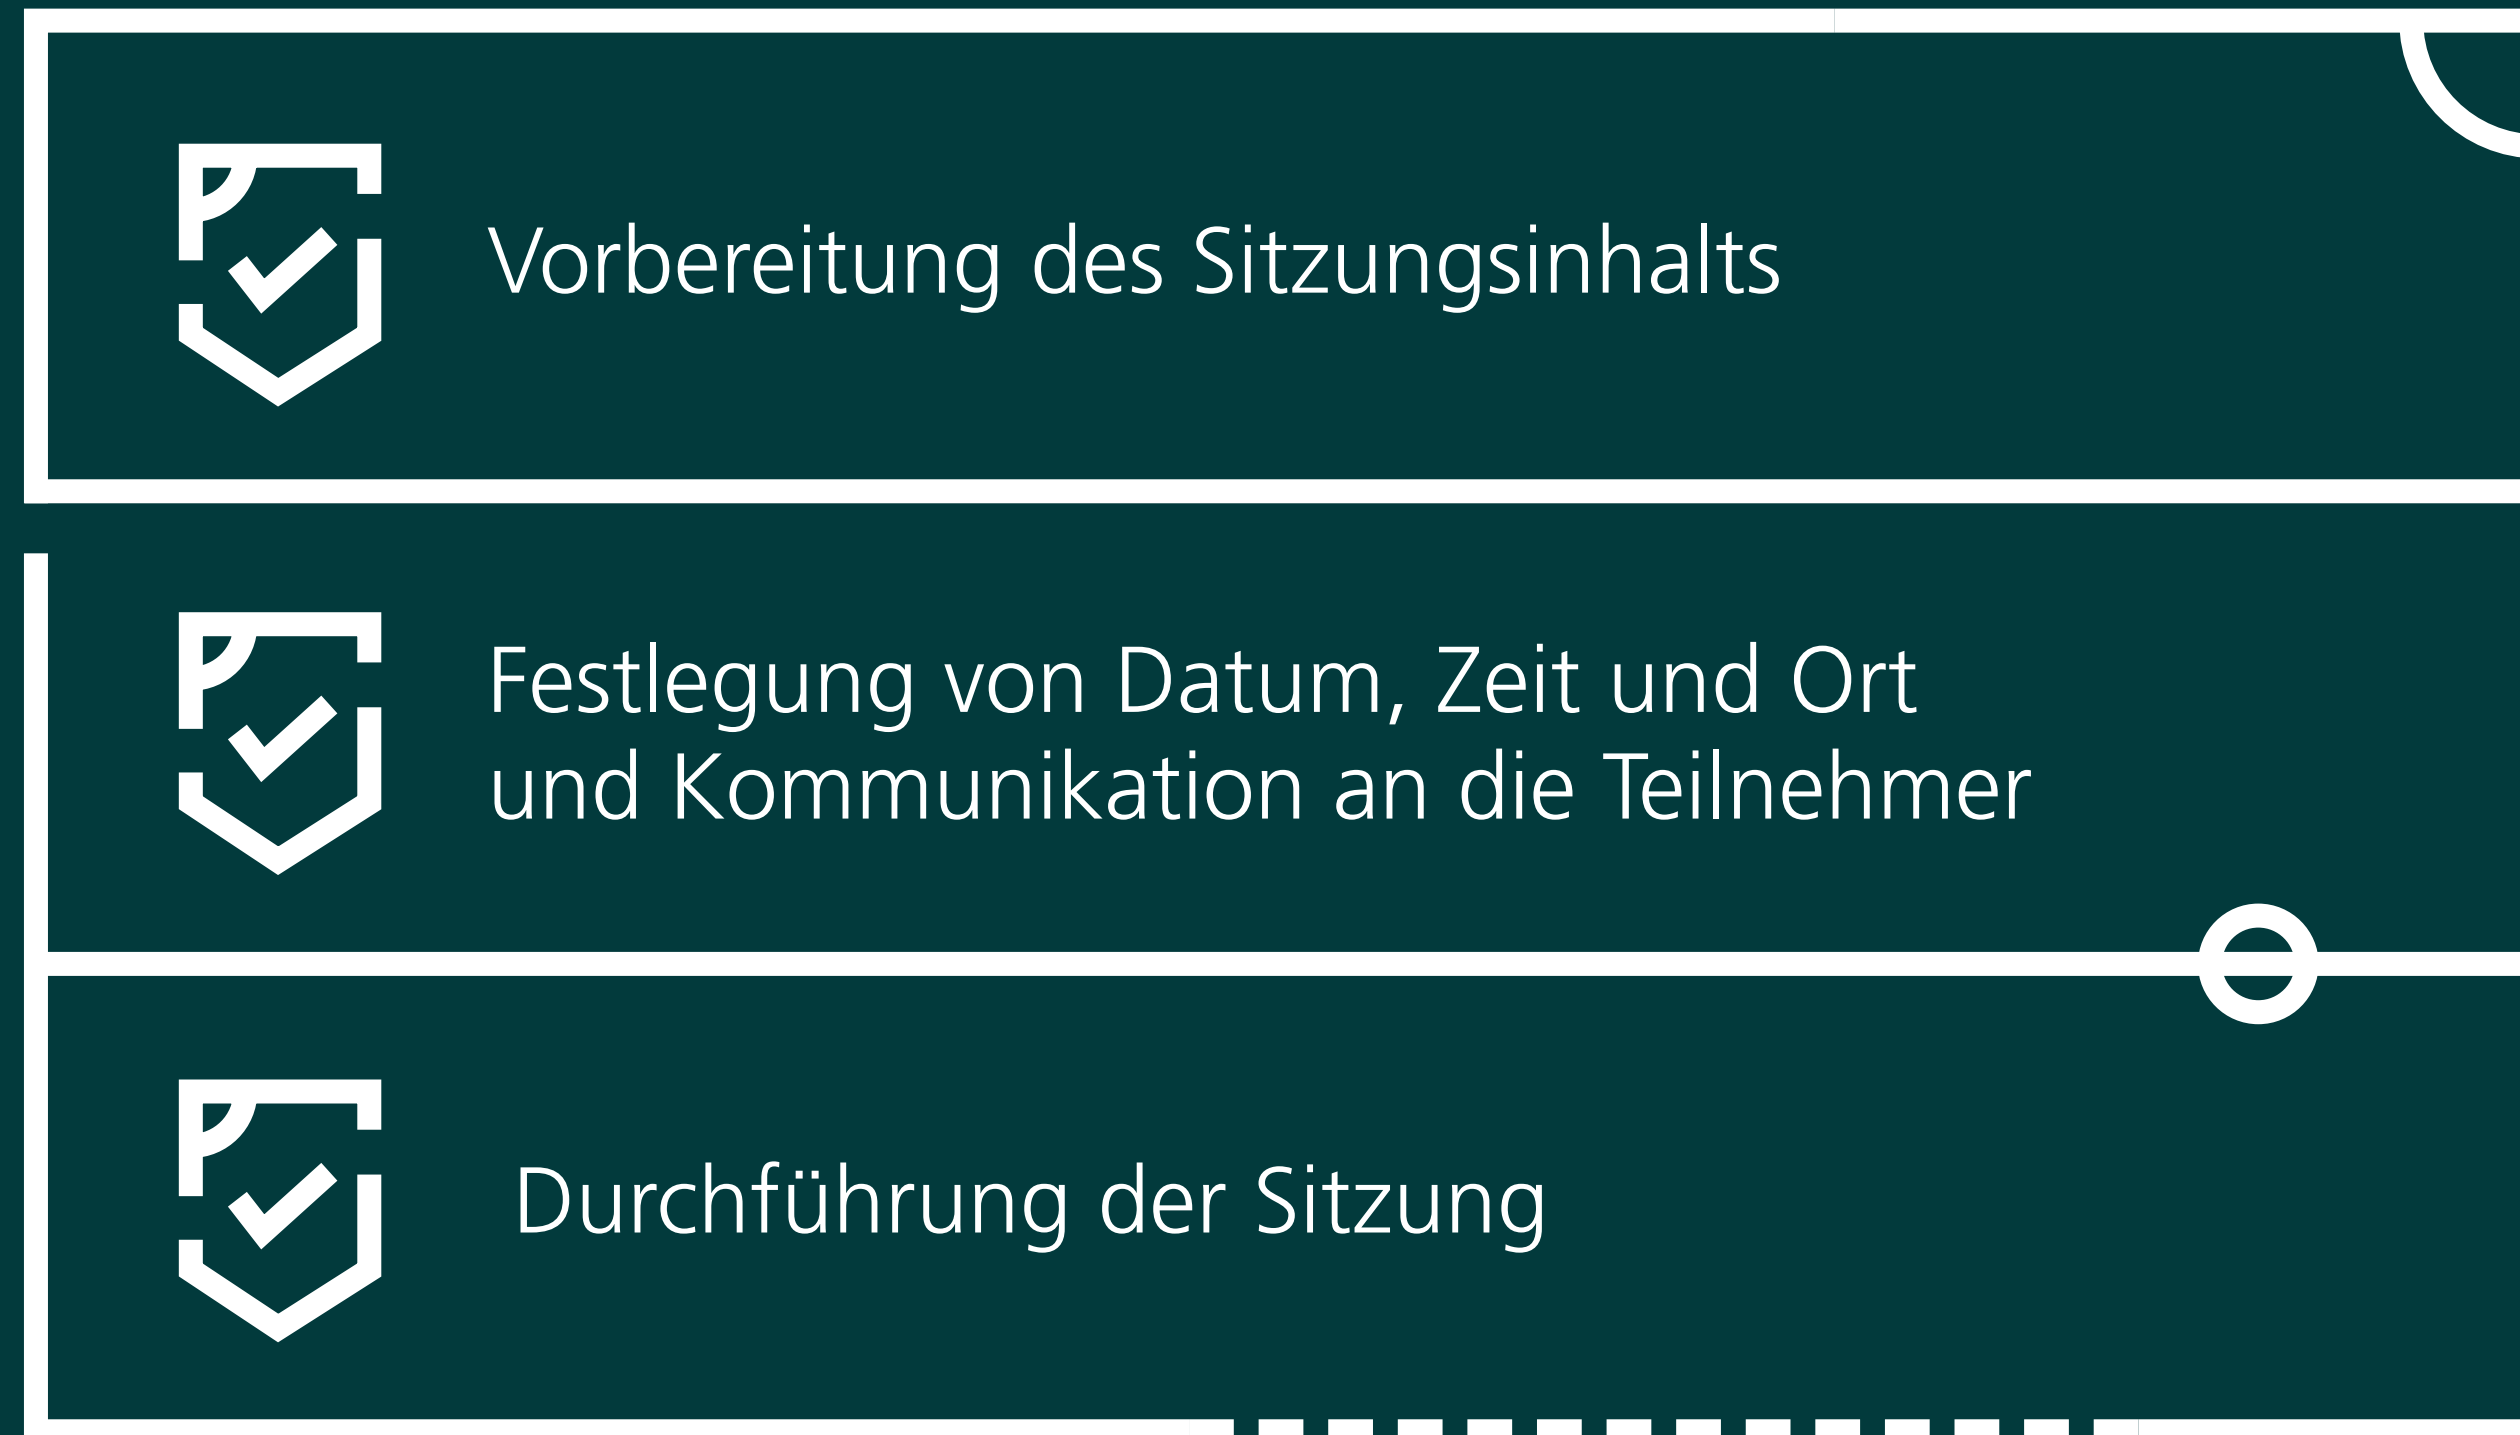 Vorbereitung des Sitzungsinhalts
Festlegung von Datum, Zeit und Ort
und Kommunikation an die Teilnehmer
Durchführung der Sitzung